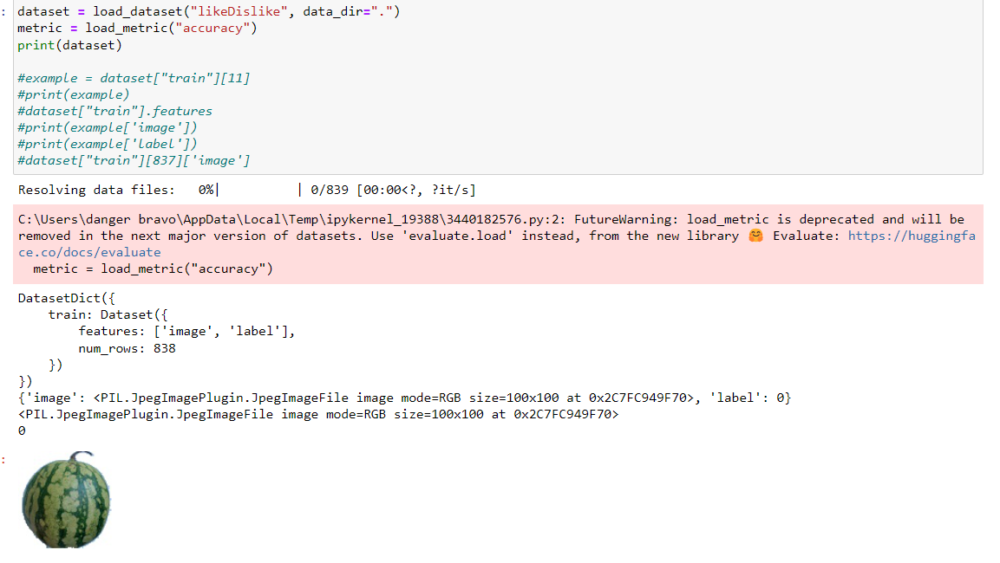 : dataset = load_dataset("likeDislike", data_dir=".")
metric = load_metric("accuracy")
print(dataset)
#example = dataset["train"][11]
#print(example)
#dataset["train"].features
#print(example['image'])
#print(example['label'])
#dataset["train"][837]['image']
Resolving data files:   0%|          | 0/839 [00:00<?, ?it/s]
C:\Users\danger bravo\AppData\Local\Temp\ipykernel_19388\3440182576.py:2: FutureWarning: load_metric is deprecated and will be
removed in the next major version of datasets. Use 'evaluate.load' instead, from the new library 🤗 Evaluate: https://huggingfa
ce.co/docs/evaluate
  metric = load_metric("accuracy")
DatasetDict({
    train: Dataset({
        features: ['image', 'label'],
        num_rows: 838
    })
})
{'image': <PIL.JpegImagePlugin.JpegImageFile image mode=RGB size=100x100 at 0x2C7FC949F70>, 'label': 0}
<PIL.JpegImagePlugin.JpegImageFile image mode=RGB size=100x100 at 0x2C7FC949F70>
0
: